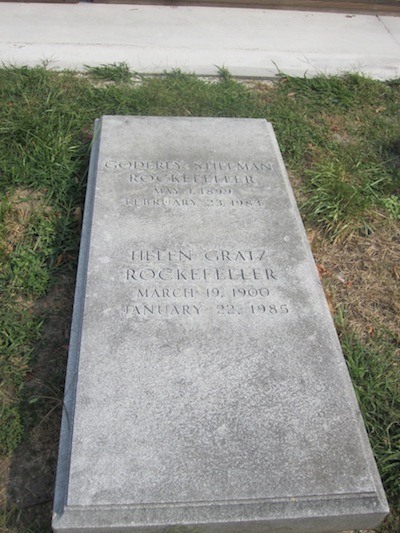 GODFREY STILLMAN
ROCKEFELLER
MAY 1, 1899
FEBRUARY 23, 1983
HELEN GRATZ
ROCKEFELLER
MARCH 19, 1900
JANUARY 22, 1985